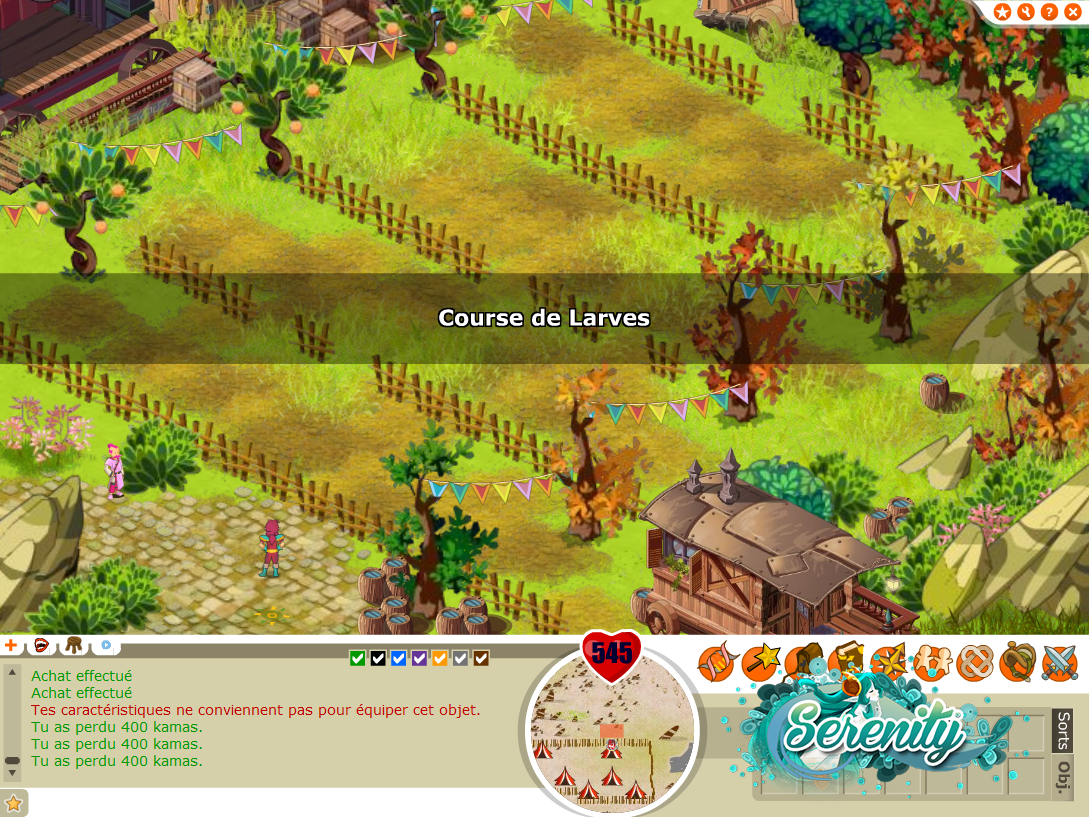 ?
Course de Larves
545
Achat effectué
Achat effectué
Tes caractéristiques ne conviennent pas pour équiper cet objet.
Tu as perdu 400 kamas.
Tu as perdu 400 kamas.
Tu as perdu 400 kamas.
Serenity
Sorts
Obj.